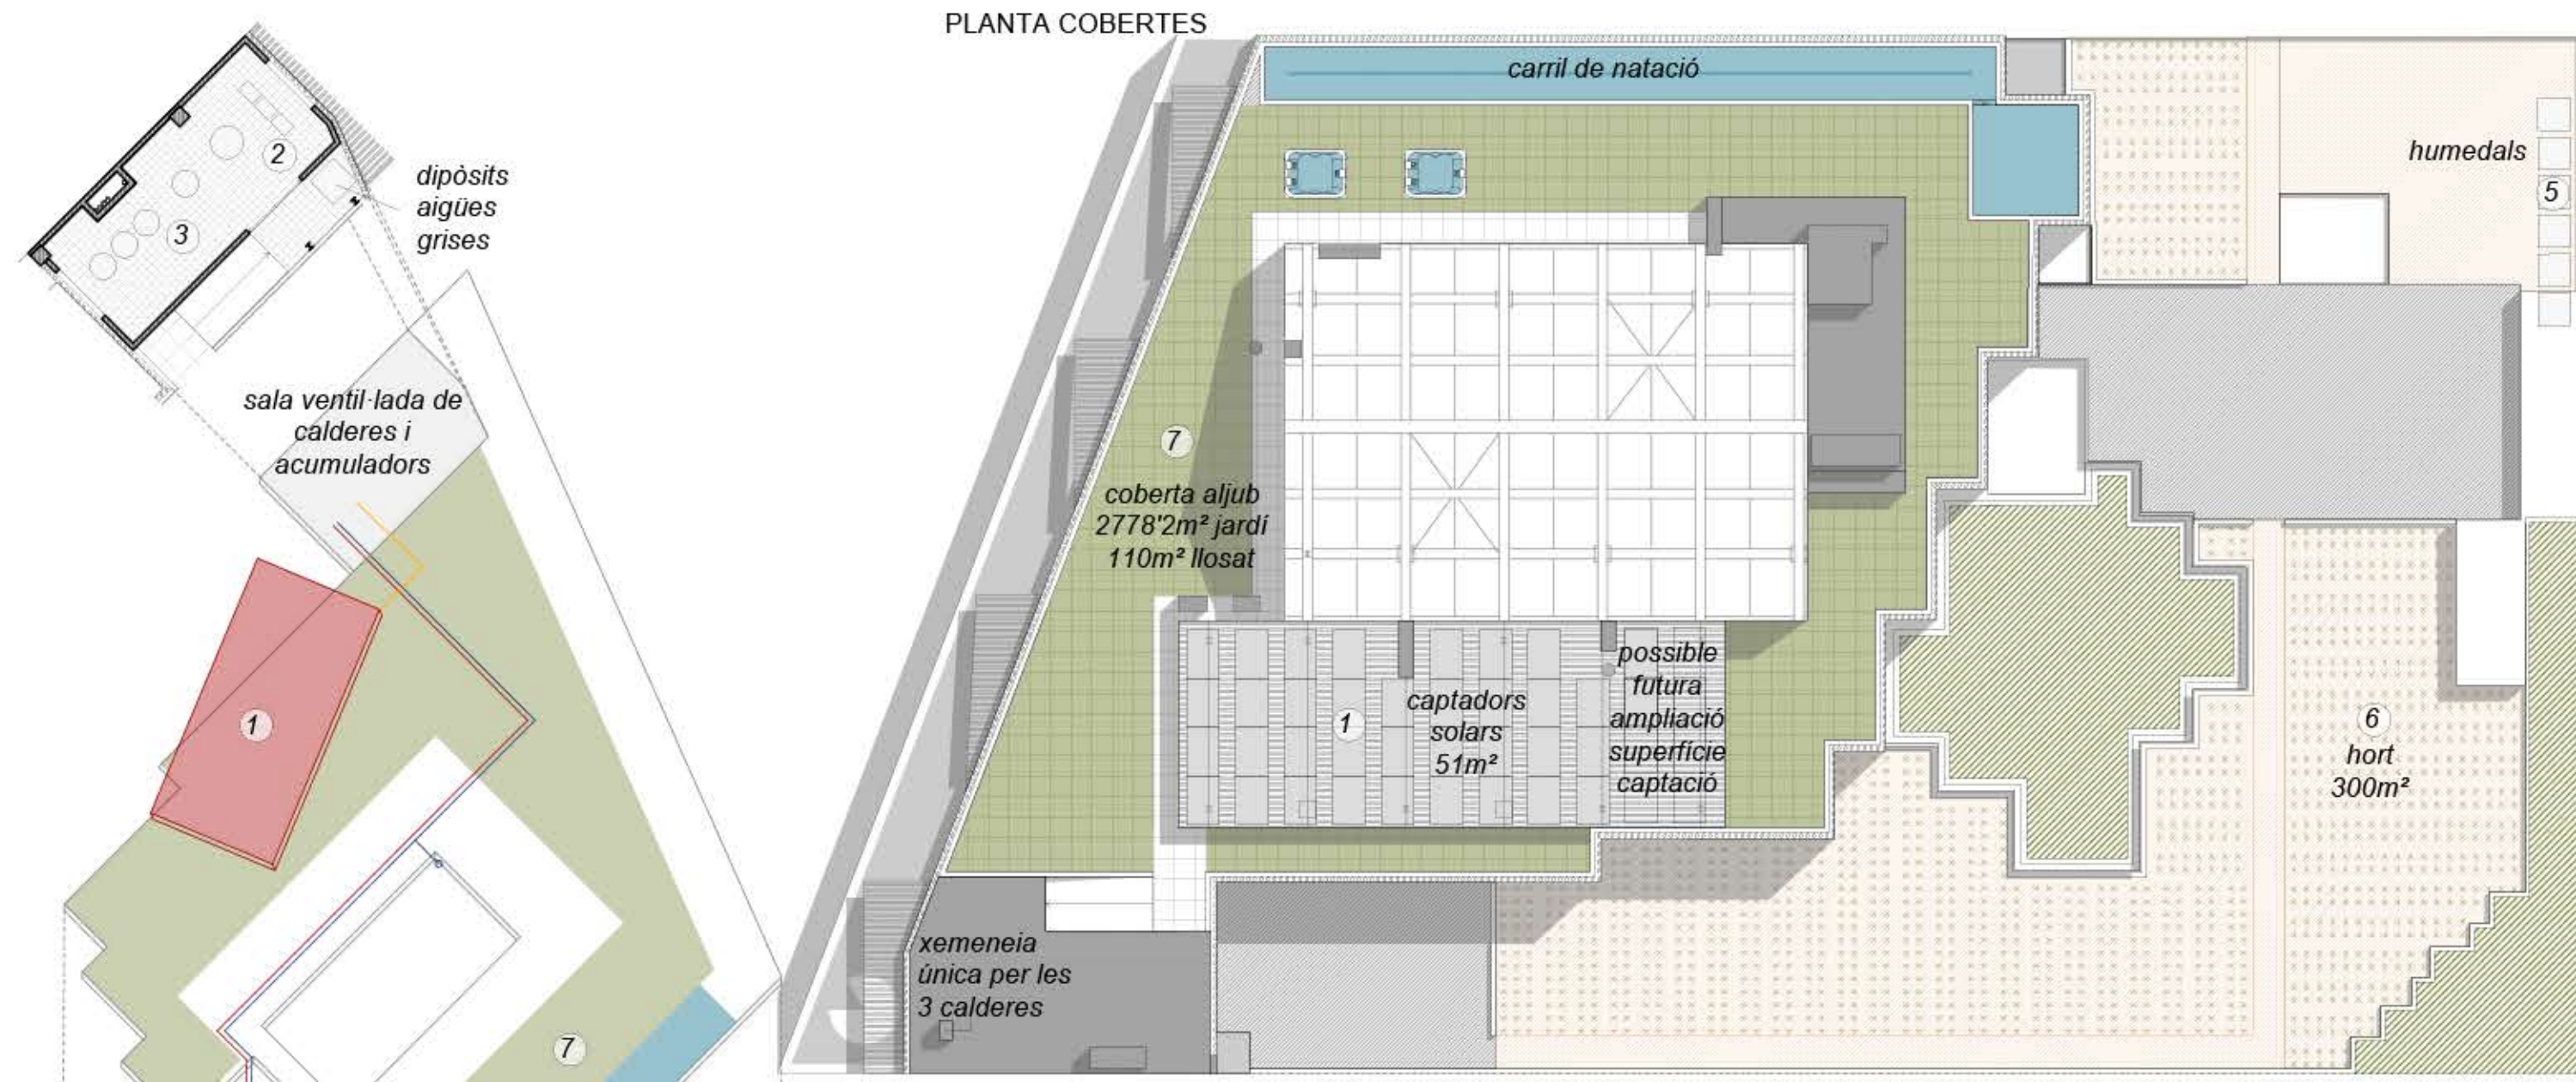 PLANTA COBERTES
carril de natació
2
3
dipòsits
aigües
grises
sala ventil·lada de
calderes i
acumuladors
1
7
humedals
5
7
coberta aljub
2778'2m² jardí
110m² llosat
1
captadors
solars
51m²
possible
futura
ampliació
superfície
captació
6
hort
300m²
xemeneia
única per les
3 calderes